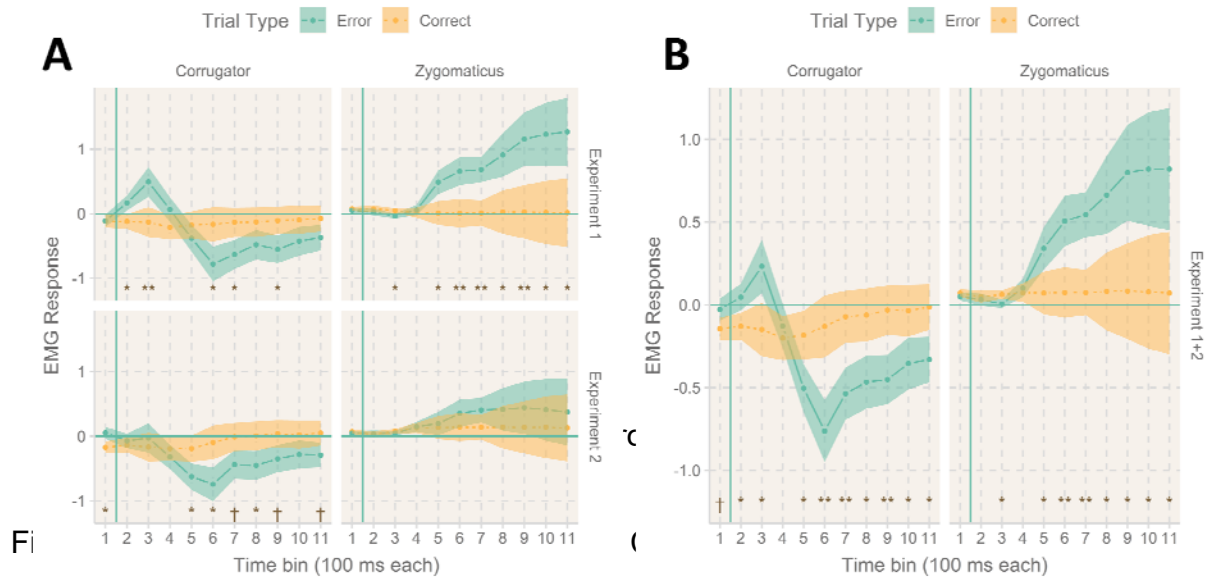 Trial Type Error Correct
A
Corrugator Zygomaticus
1
0
-1
EMG Response
Experiment 1
* ** * * *
* * ** ** * ** * *
1
0
-1
EMG Response
Experiment 2
* * * † † †
1 2 3 4 5 6 7 8 9 10 11 1 2 3 4 5 6 7 8 9 10 11
Time bin (100 ms each)
Fi
Trial Type Error Correct
B
Corrugator Zygomaticus
1.0
0.5
0.0
-0.5
-1.0
EMG Response
Experiment 1+2
† * * * ** ** * ** * *
* * ** ** * * * *
1 2 3 4 5 6 7 8 9 10 11 1 2 3 4 5 6 7 8 9 10 11
Time bin (100 ms each)